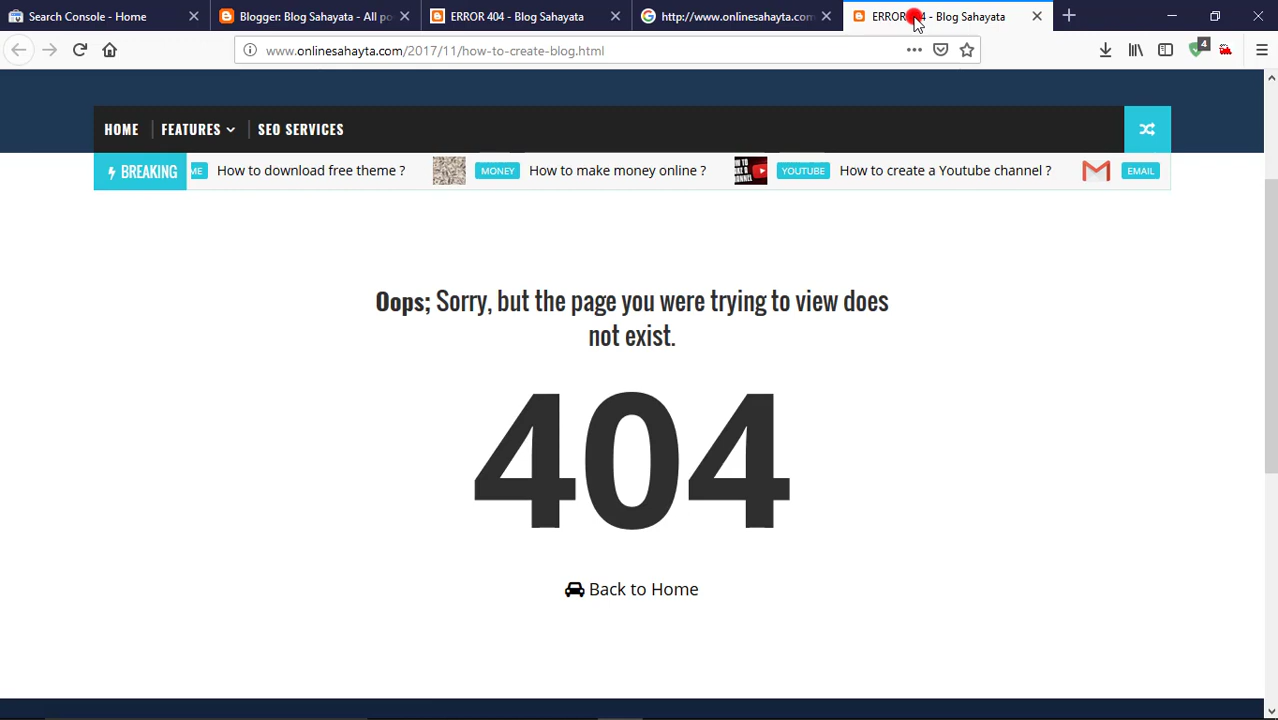 Search Console - Home
Blogger: Blog Sahayata - All po
ERROR 404 - Blog Sahayata
http://www.onlinesahayta.com
ERROR 4 - Blog Sahayata
www.onlinesahayta.com/2017/11/how-to-create-blog.html
4
HOME
FEATURES
SEO SERVICES
BREAKING
ME
How to download free theme ?
MONEY
How to make money online ?
YOUTUBE
How to create a Youtube channel ?
EMAIL
Oops; Sorry, but the page you were trying to view does
not exist.
404
Back to Home